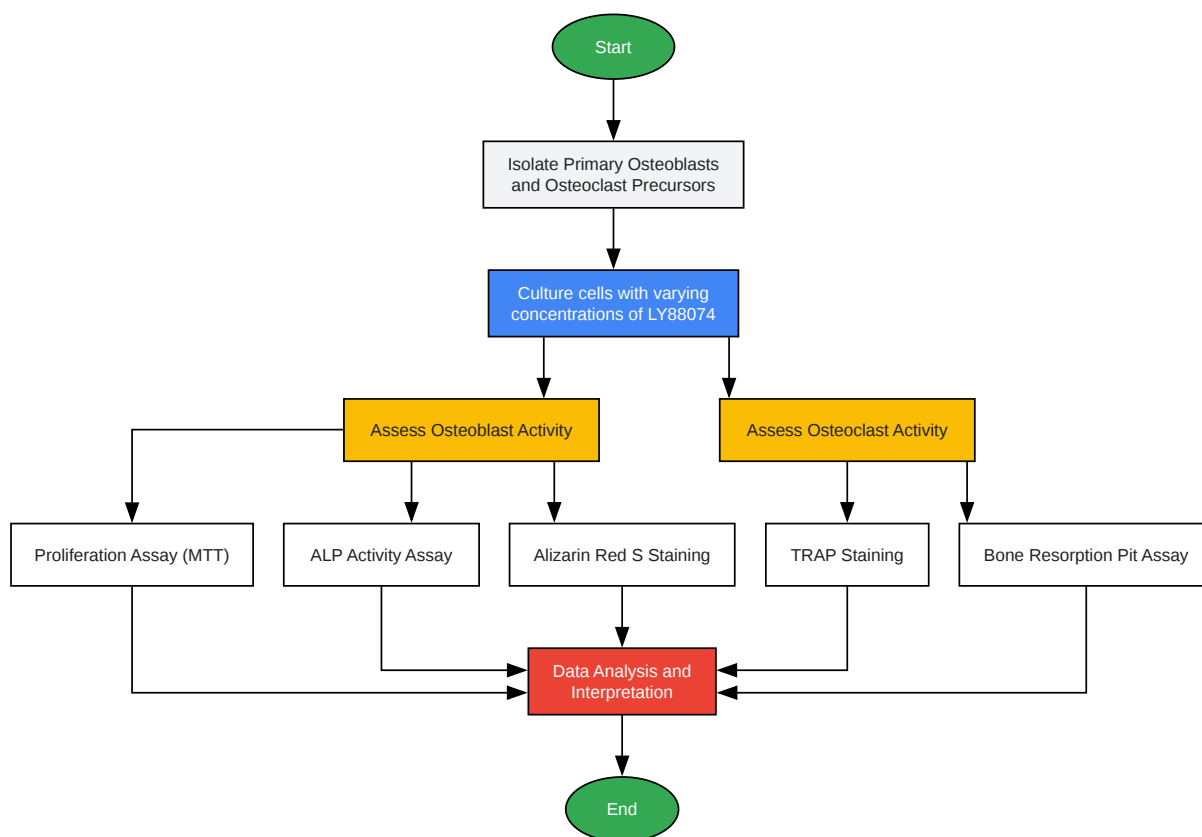 Start
Isolate Primary Osteoblasts
and Osteoclast Precursors
Culture cells with varying
concentrations of LY88074
Assess Osteoblast Activity
Assess Osteoclast Activity
Proliferation Assay (MTT)
ALP Activity Assay
Alizarin Red S Staining
TRAP Staining
Bone Resorption Pit Assay
Data Analysis and
Interpretation
End